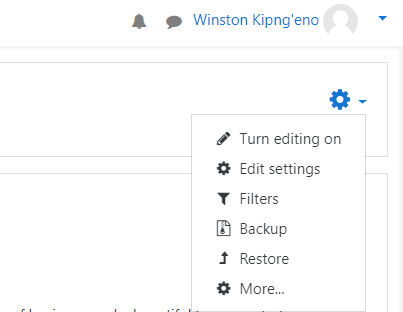 Winston Kipng'eno
Turn editing on
Edit settings
Filters
Backup
Restore
More...